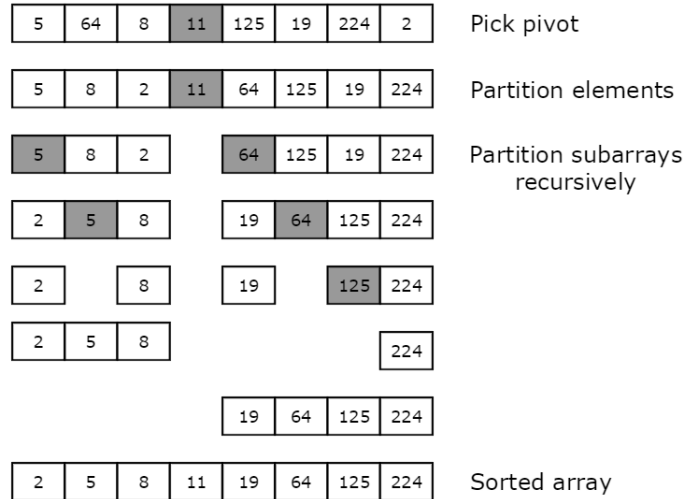 5 64 8 11 125 19 224 2 Pick pivot
5 8 2 11 64 125 19 224 Partition elements
5 8 2 64 125 19 224 Partition subarrays
recursively
2 5 8 19 64 125 224
2 8 19 125 224
2 5 8
224
19 64 125 224
2 5 8 11 19 64 125 224 Sorted array